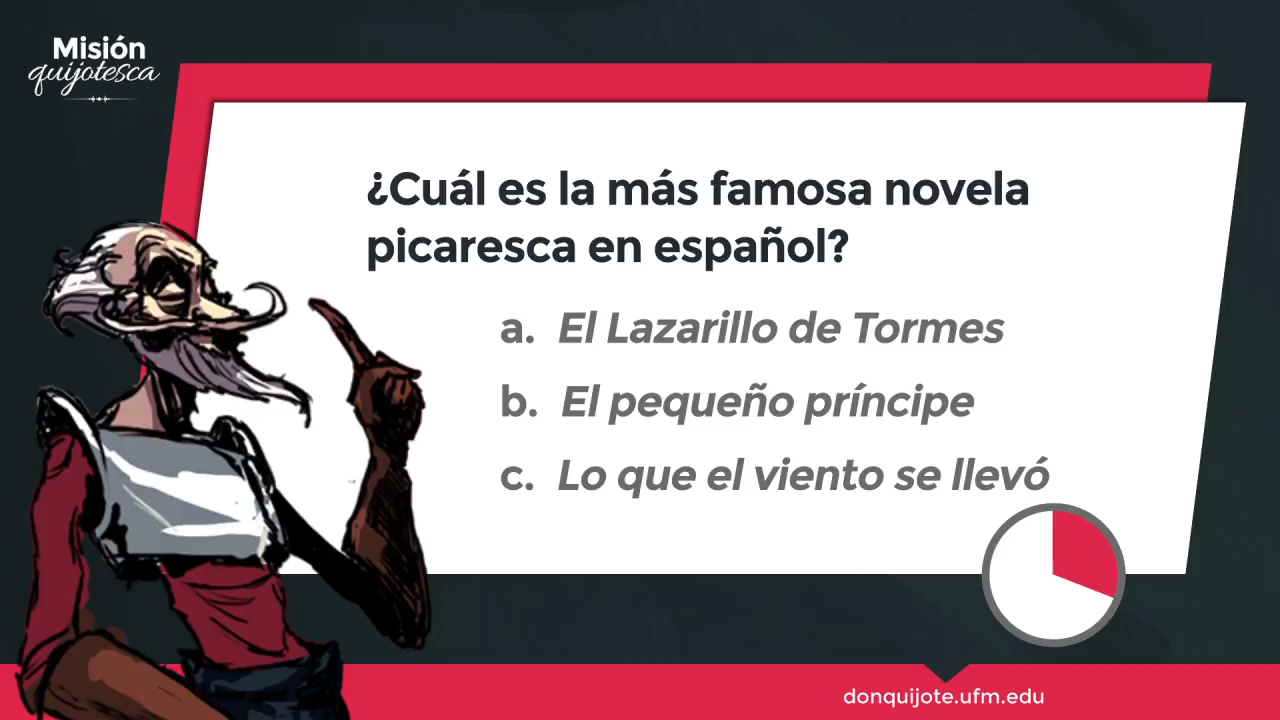 Misión
quijotesca
¿Cuál es la más famosa novela
picaresca en español?
a. El Lazarillo de Tormes
b. El pequeño príncipe
c. Lo que el viento se llevó
donquijote.ufm.edu